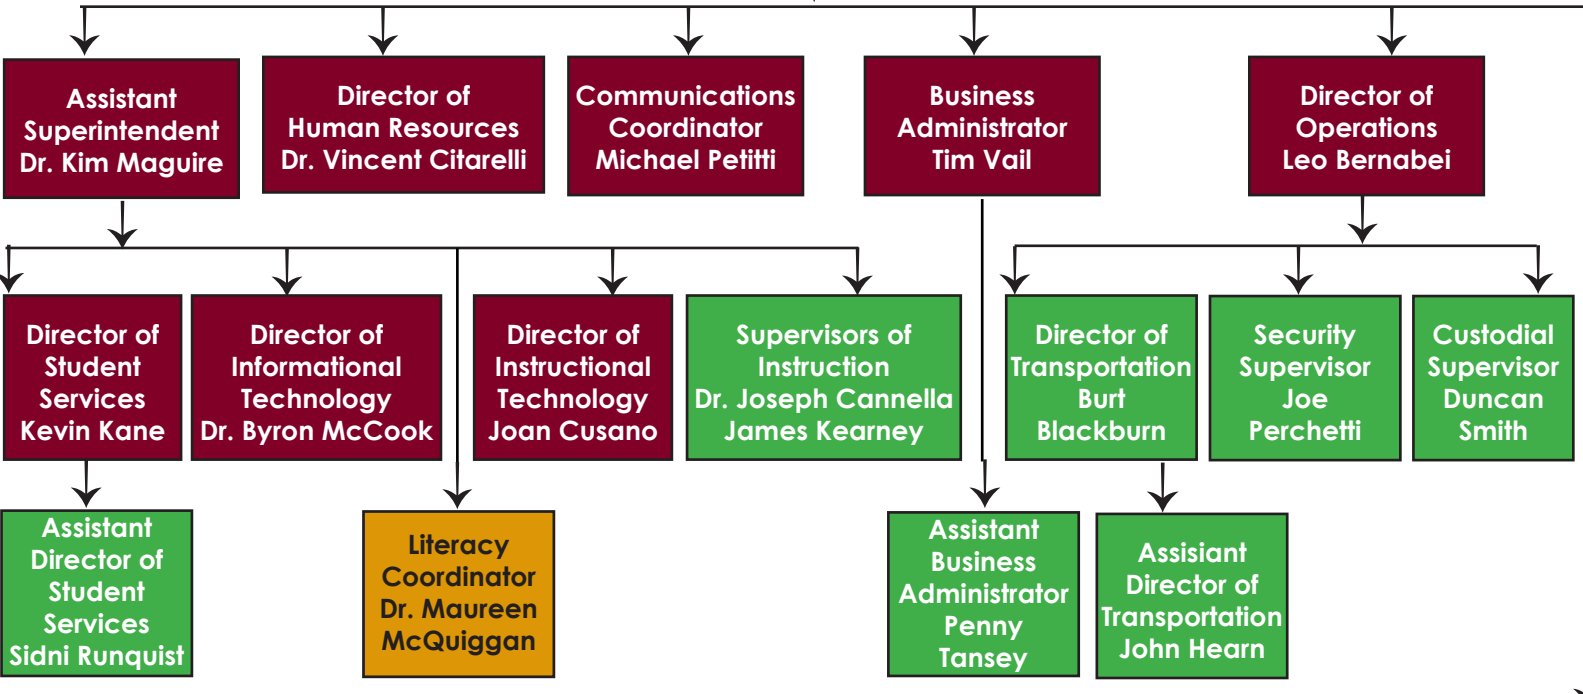 Assistant
Superintendent
Dr. Kim Maguire
Director of
Human Resources
Dr. Vincent Citarelli
Communications
Coordinator
Michael Petitti
Business
Administrator
Tim Vail
Director of
Operations
Leo Bernabei
Director of
Student
Services
Kevin Kane
Director of
Informational
Technology
Dr. Byron McCook
Director of
Instructional
Technology
Joan Cusano
Supervisors of
Instruction
Dr. Joseph Cannella
James Kearney
Director of
Transportation
Burt
Blackburn
Security
Supervisor
Joe
Perchetti
Custodial
Supervisor
Duncan
Smith
Assistant
Director of
Student
Services
Sidni Runquist
Literacy
Coordinator
Dr. Maureen
McQuiggan
Assistant
Business
Administrator
Penny
Tansey
Assisiant
Director of
Transportation
John Hearn